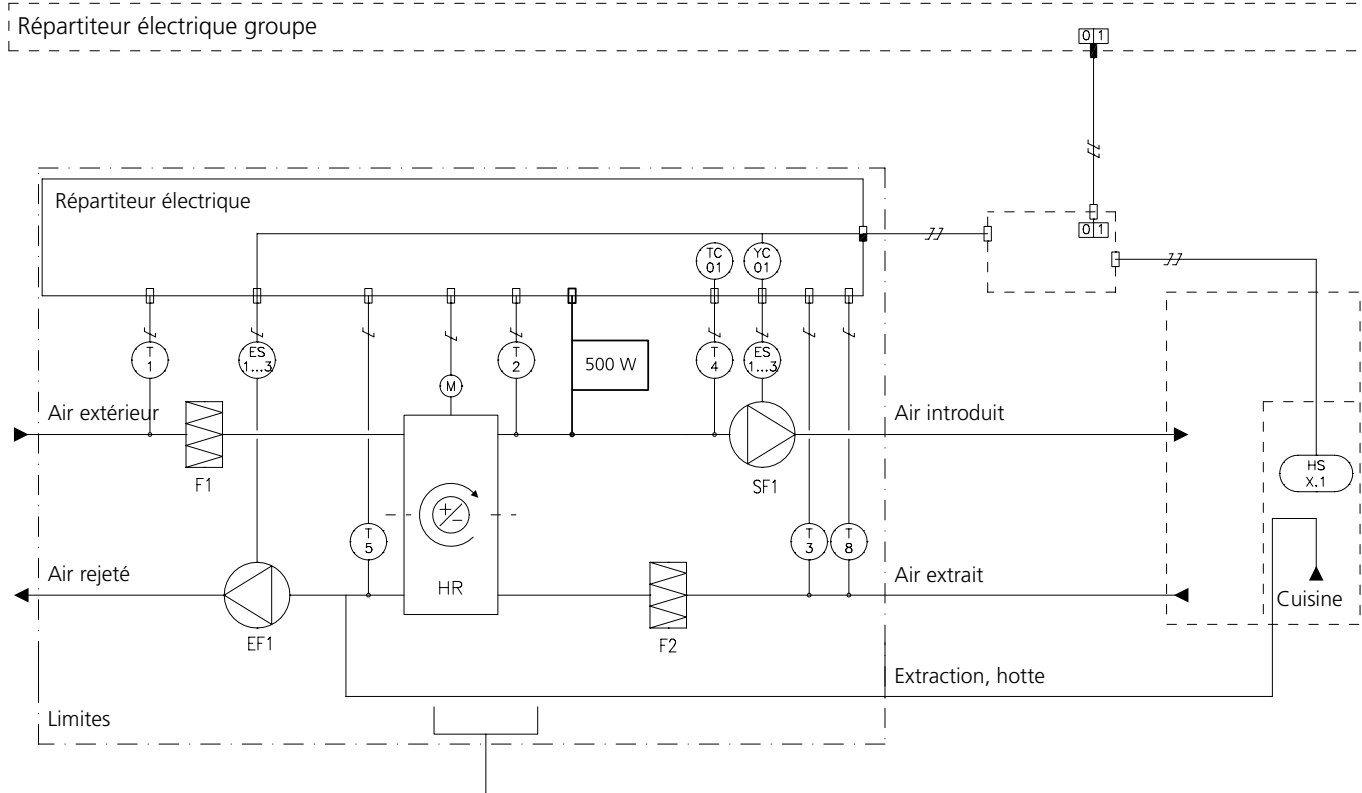 Répartiteur électrique groupe
0 1
Répartiteur électrique
0 1
TC
01
YC
01
T
1
ES
1...3
T
2
500 W
T
4
ES
1...3
M
Air extérieur
Air introduit
F1
SF1
HS
X.1
+
-
T
5
T
3
T
8
Air rejeté
HR
Air extrait
Cuisine
EF1
F2
Extraction, hotte
Limites